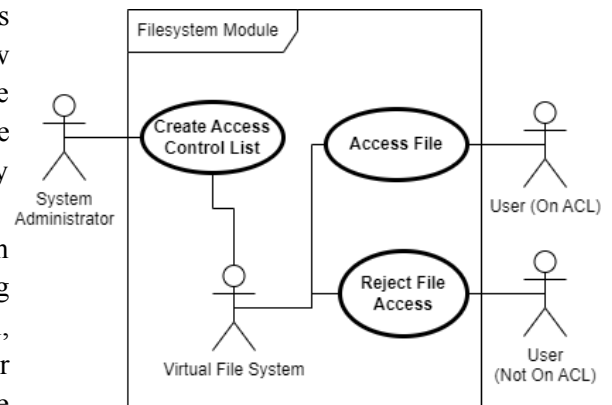 Filesystem Module
Create Access
Control List
Access File
System
Administrator
User (On ACL)
Reject File
Access
Virtual File System
User
(Not On ACL)